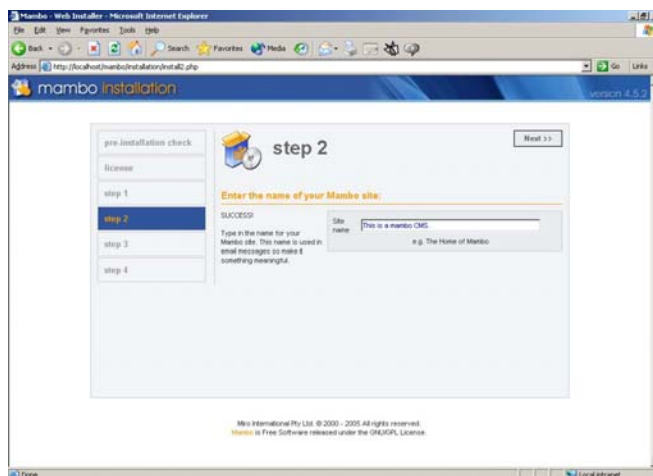 Mambo - Web Installer - Microsoft Internet Explorer
File Edit View Favorites Tools Help
Back Search Favorites Media
Address http://localhost/mambo/installation/install2.php Go Links
mambo installation
version 4.5.2
pre-installation check
license
step 1
step 2
step 3
step 4
step 2
Next >>
Enter the name of your Mambo site:
SUCCESS!
Type in the name for your
Mambo site. This name is used in
email messages so make it
something meaningful.
Site
name
This is a mambo CMS.
e.g. The Home of Mambo
Miro International Pty Ltd. © 2000 - 2005 All rights reserved.
Mambo is Free Software released under the GNU/GPL License.
Done
Local intranet